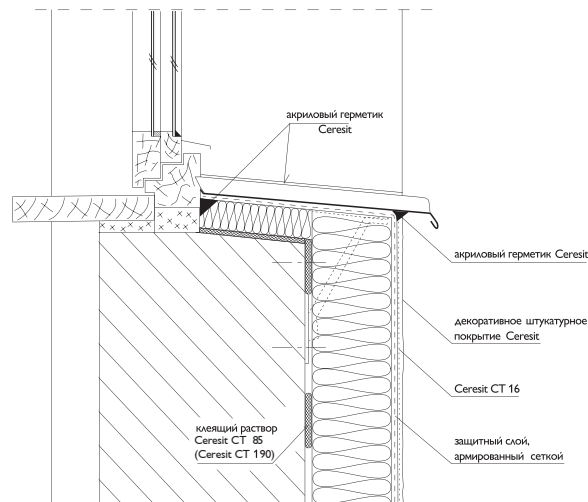 акриловый герметик
Ceresit
акриловый герметик Ceresit
декоративное штукатурное
покрытие Ceresit
Ceresit CT 16
клеящий раствор
Ceresit CT 85
(Ceresit CT 190)
защитный слой,
армированный сеткой